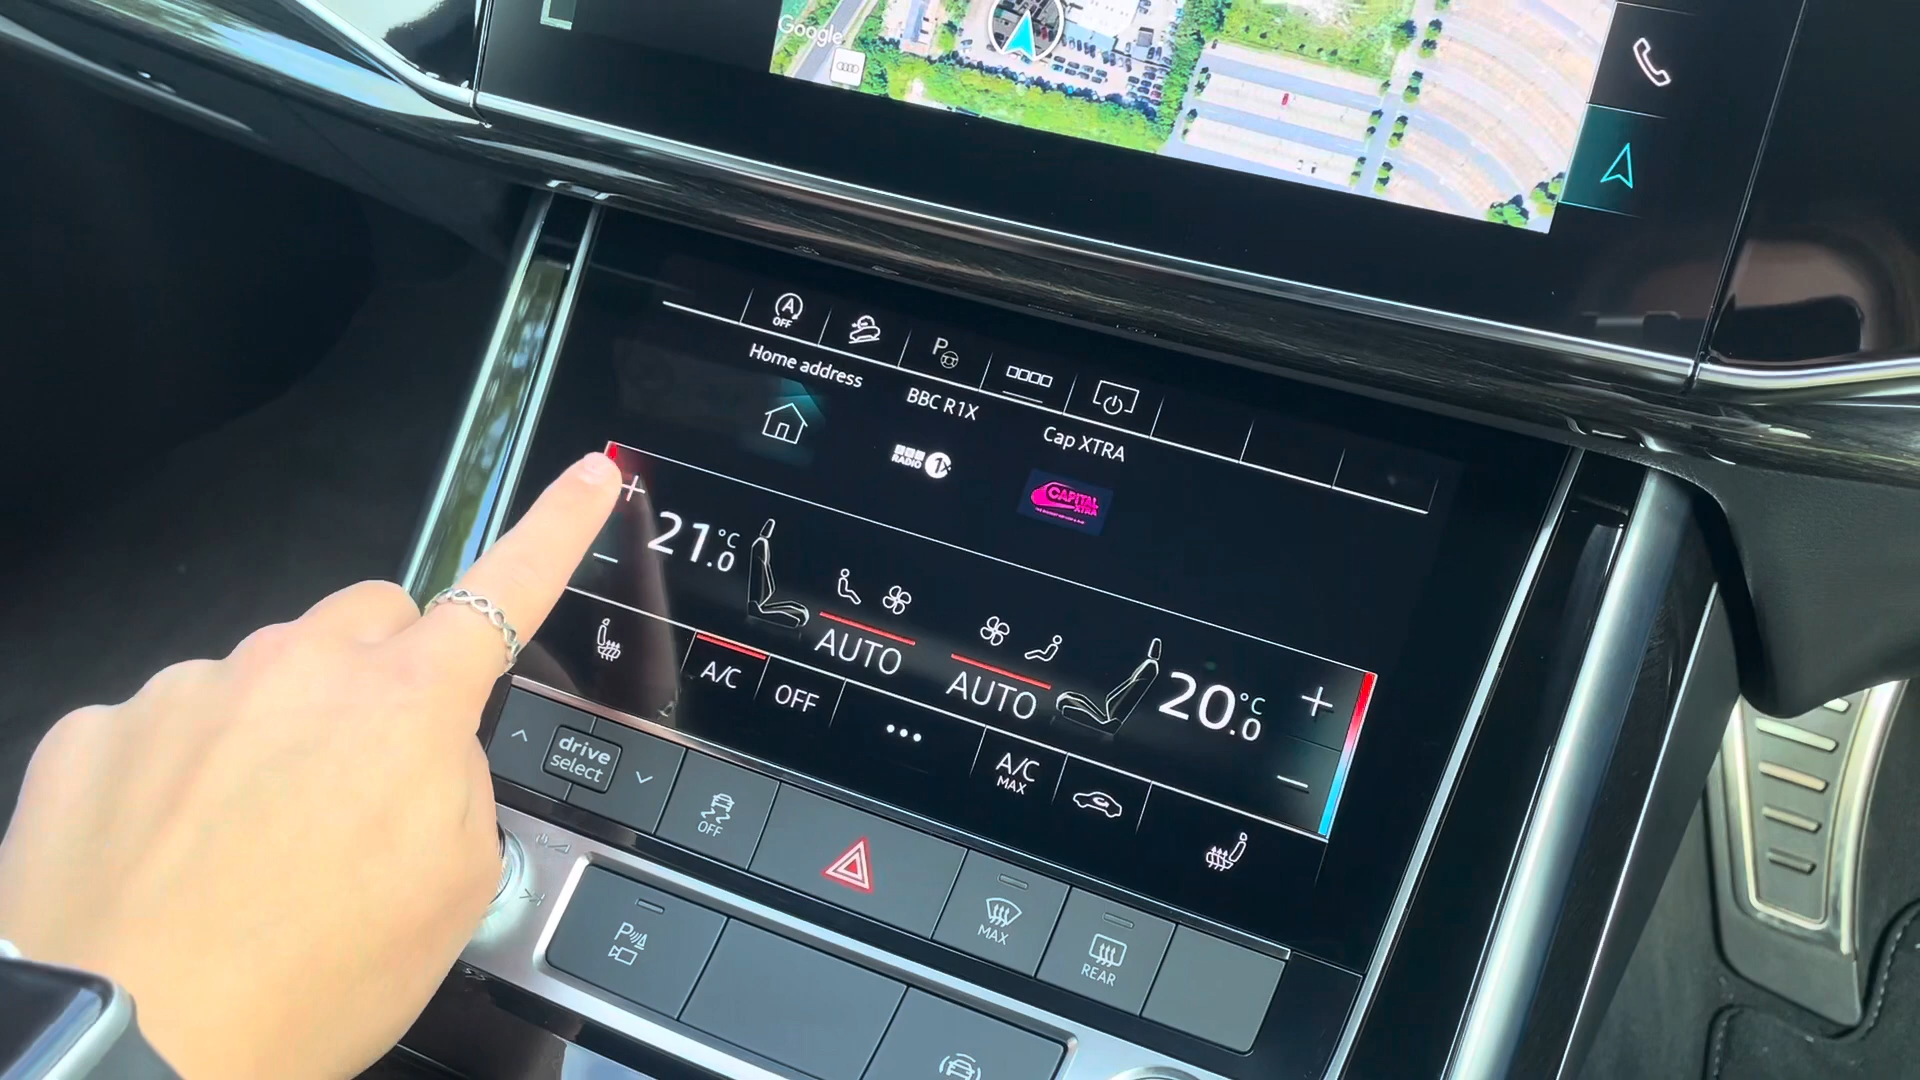 Google
A
OFF
P
Home address
BBC R1X
Cap XTRA
BBC
RADIO 1X
CAPITAL
XTRA
21.0 °C
AUTO
AUTO
20.0 °C
A/C
OFF
A/C
MAX
drive
select
OFF
MAX
REAR
P